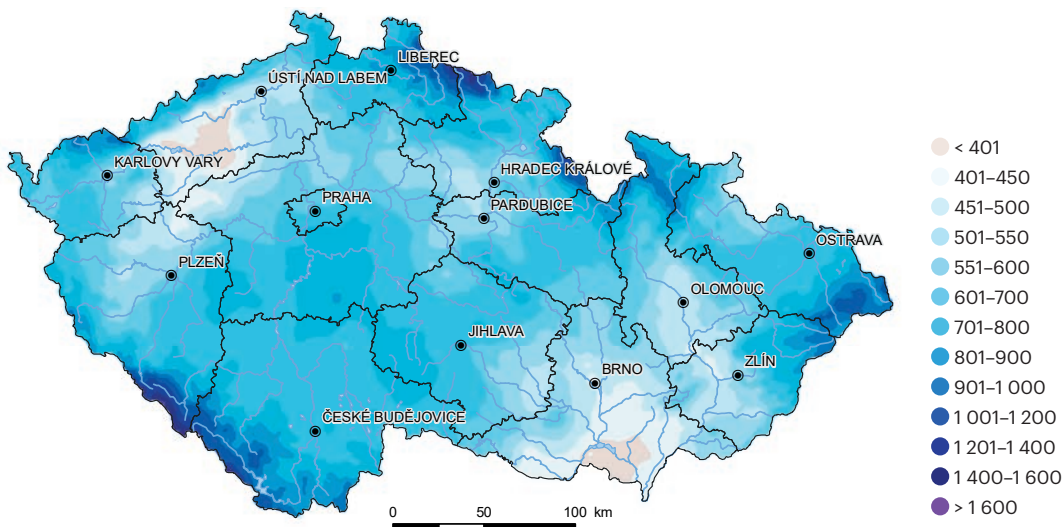 LIBEREC
ÚSTÍ NAD LABEM
KARLOVY VARY
HRADEC KRÁLOVÉ
PRAHA
PARDUBICE
OSTRAVA
PLZEŇ
OLOMOUC
JIHLAVA
BRNO
ZLÍN
ČESKÉ BUDĚJOVICE
0 50 100 km
< 401
401–450
451–500
501–550
551–600
601–700
701–800
801–900
901–1 000
1 001–1 200
1 201–1 400
1 400–1 600
> 1 600